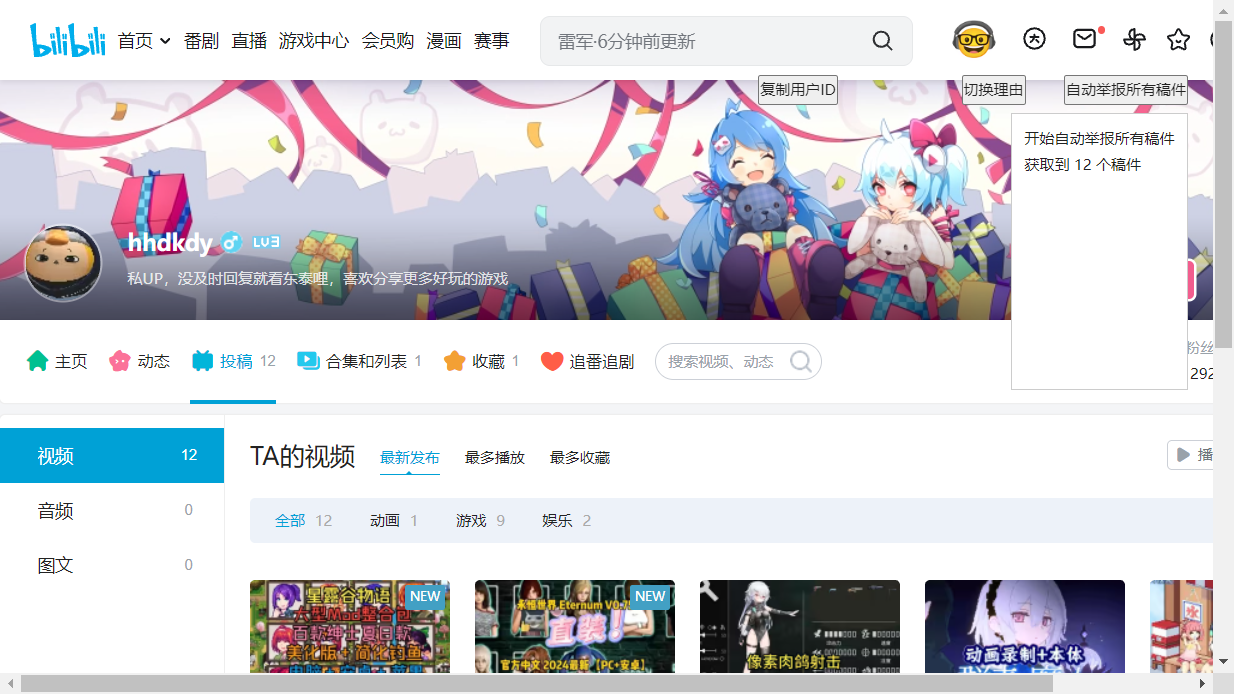 bilibili 首页 番剧 直播 游戏中心 会员购 漫画 赛事 雷军·6分钟前更新
复制用户ID 切换理由 自动举报所有稿件
开始自动举报所有稿件
获取到 12 个稿件
hhdkdy LV3
私UP，没及时回复就看东泰哩，喜欢分享更多好玩的游戏
主页 动态 投稿 12 合集和列表 1 收藏 1 追番追剧 搜索视频、动态 粉丝
292
视频 12
音频 0
图文 0
TA的视频 最新发布 最多播放 最多收藏 播
全部 12 动画 1 游戏 9 娱乐 2
星露谷物语 NEW
大型Mod整合包
百款绅士夏日款
美化版+简化钓鱼
永恒世界 Eternum V0.7 NEW
直装!
官方中文 2024最新【PC+安卓】
像素肉鸽射击
动画录制+本体